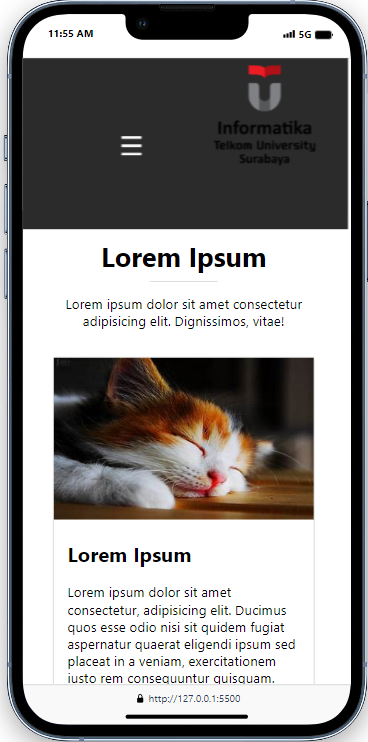 11:55 AM
5G
Informatika
Telkom University
Surabaya
Lorem Ipsum
Lorem ipsum dolor sit amet consectetur
adipisicing elit. Dignissimos, vitae!
Lorem Ipsum
Lorem ipsum dolor sit amet
consectetur, adipisicing elit. Ducimus
quos esse odio nisi sit quidem fugiat
aspernatur quaerat eligendi ipsum sed
placeat in a veniam, exercitationem
iusto rem consequuntur quisquam.
http://127.0.0.1:5500